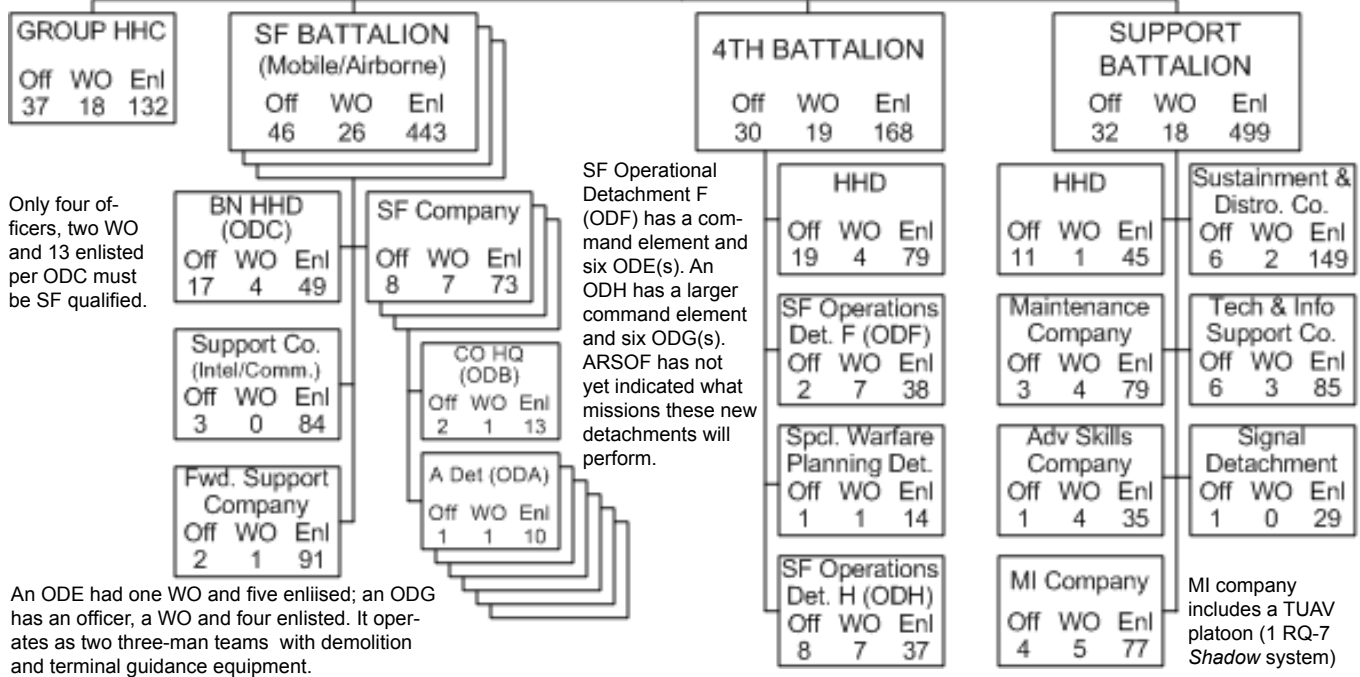 GROUP HHC
Off WO Enl
37 18 132
SF BATTALION
(Mobile/Airborne)
Off WO Enl
46 26 443
4TH BATTALION
Off WO Enl
30 19 168
SUPPORT
BATTALION
Off WO Enl
32 18 499
Only four of-
ficers, two WO
and 13 enlisted
per ODC must
be SF qualified.
BN HHD
(ODC)
Off WO Enl
17 4 49
Support Co.
(Intel/Comm.)
Off WO Enl
3 0 84
Fwd. Support
Company
Off WO Enl
2 1 91
SF Company
Off WO Enl
8 7 73
CO HQ
(ODB)
Off WO Enl
2 1 13
A Det (ODA)
Off WO Enl
1 1 10
An ODE had one WO and five enliised; an ODG
has an officer, a WO and four enlisted. It oper-
ates as two three-man teams with demolition
and terminal guidance equipment.
SF Operational
Detachment F
(ODF) has a com-
mand element and
six ODE(s). An
ODH has a larger
command element
and six ODG(s).
ARSOF has not
yet indicated what
missions these new
detachments will
perform.
HHD
Off WO Enl
19 4 79
SF Operations
Det. F (ODF)
Off WO Enl
2 7 38
Spcl. Warfare
Planning Det.
Off WO Enl
1 1 14
SF Operations
Det. H (ODH)
Off WO Enl
8 7 37
HHD
Off WO Enl
11 1 45
Maintenance
Company
Off WO Enl
3 4 79
Adv Skills
Company
Off WO Enl
1 4 35
MI Company
Off WO Enl
4 5 77
Sustainment &
Distro. Co.
Off WO Enl
6 2 149
Tech & Info
Support Co.
Off WO Enl
6 3 85
Signal
Detachment
Off WO Enl
1 0 29
MI company
includes a TUAV
platoon (1 RQ-7
Shadow system)